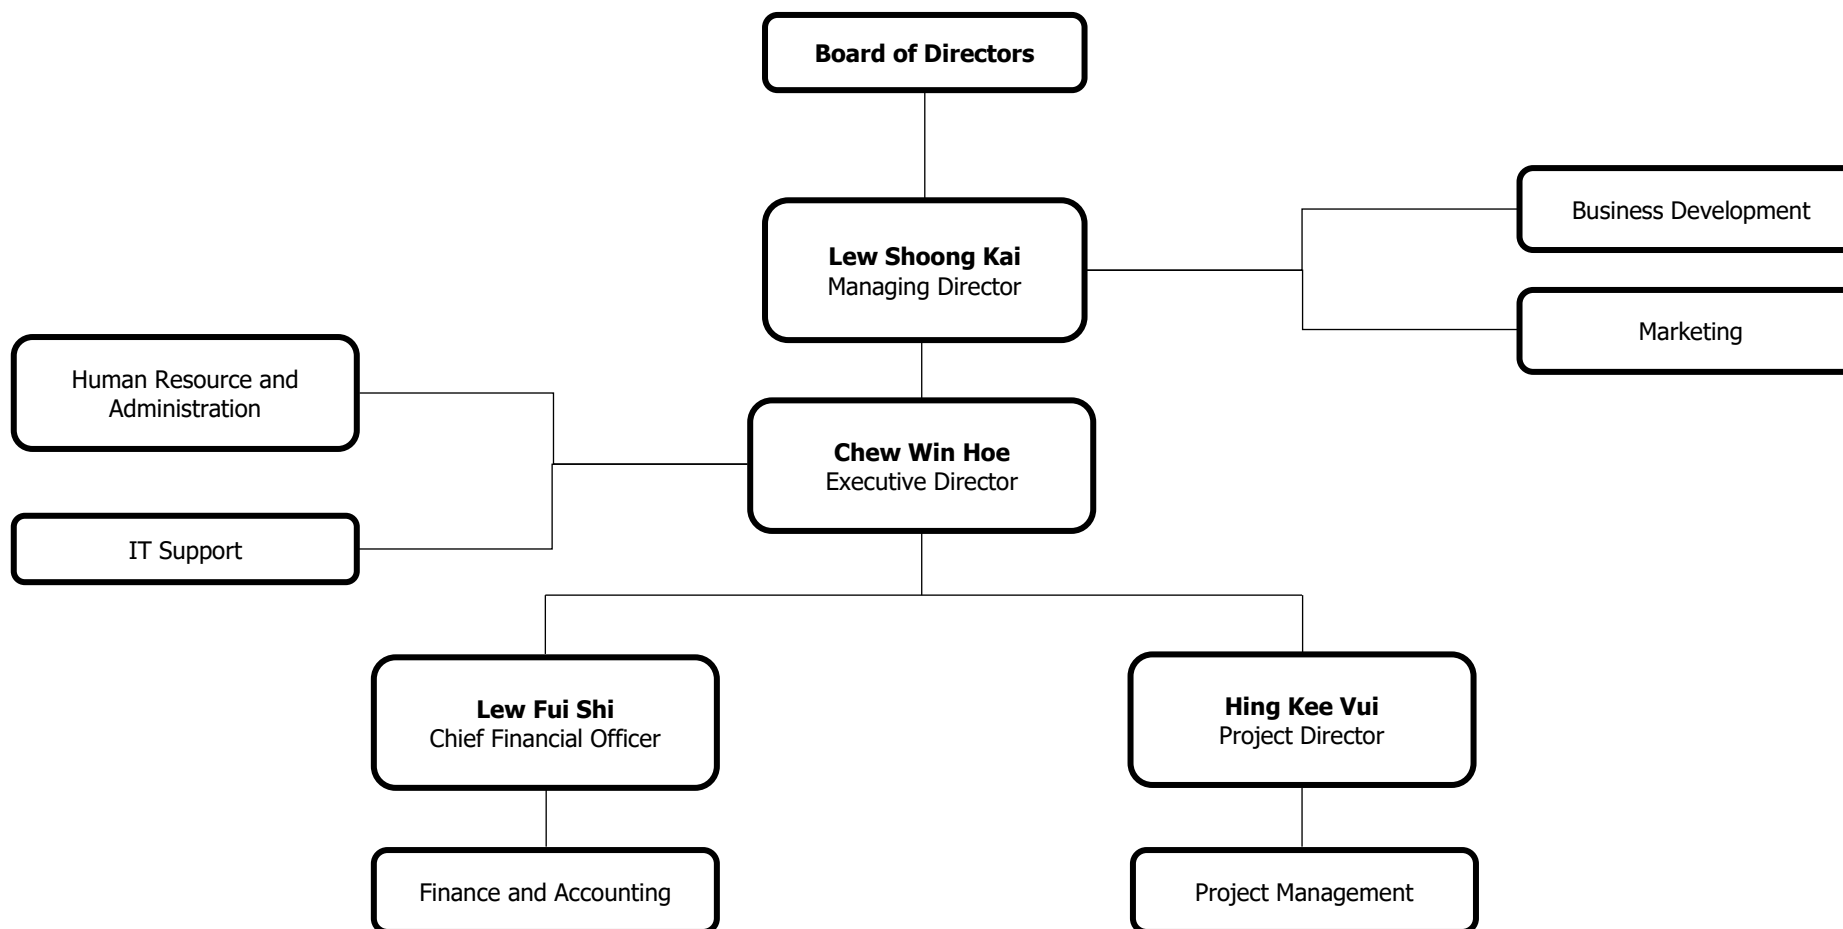 Board of Directors
Business Development
Lew Shoong Kai
Managing Director
Marketing
Human Resource and
Administration
Chew Win Hoe
Executive Director
IT Support
Lew Fui Shi
Chief Financial Officer
Hing Kee Vui
Project Director
Finance and Accounting
Project Management